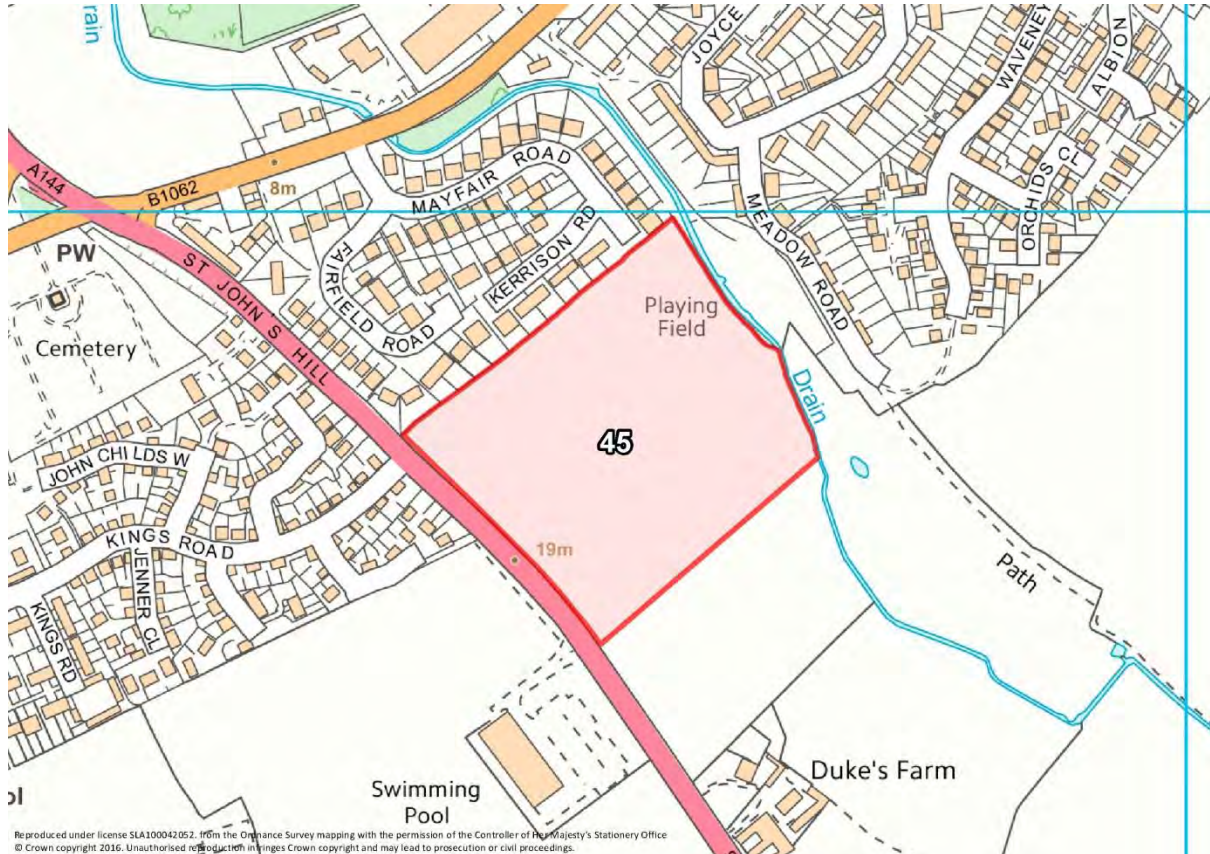 Drain
JOYCE
WAVENEY
ALBION
ORCHIDS CL
A144
B1062
8m
MAYFAIR ROAD
KERRISON RD
FAIRFIELD ROAD
MEADOW ROAD
PW
Cemetery
ST JOHN'S HILL
Playing
Field
Drain
45
JOHN CHILDS W
KINGS ROAD
JENNER CL
KINGS RD
19m
Path
Swimming
Pool
Duke's Farm
ol
Reproduced under license SLA100042052. from the Ordnance Survey mapping with the permission of the Controller of Her Majesty's Stationery Office
© Crown copyright 2016. Unauthorised reproduction infringes Crown copyright and may lead to prosecution or civil proceedings.